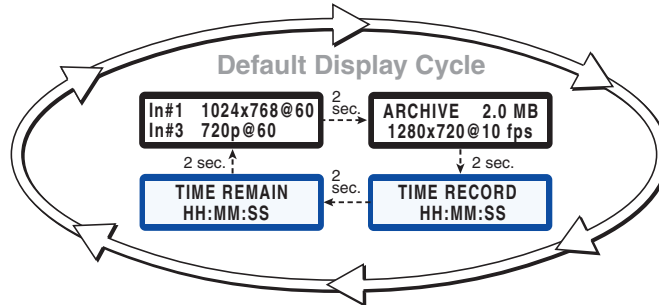 Default Display Cycle
In#1 1024x768@60
In#3 720p@60
2
sec.
ARCHIVE 2.0 MB
1280x720@10 fps
2 sec.
2 sec.
TIME REMAIN
HH:MM:SS
2
sec.
TIME RECORD
HH:MM:SS